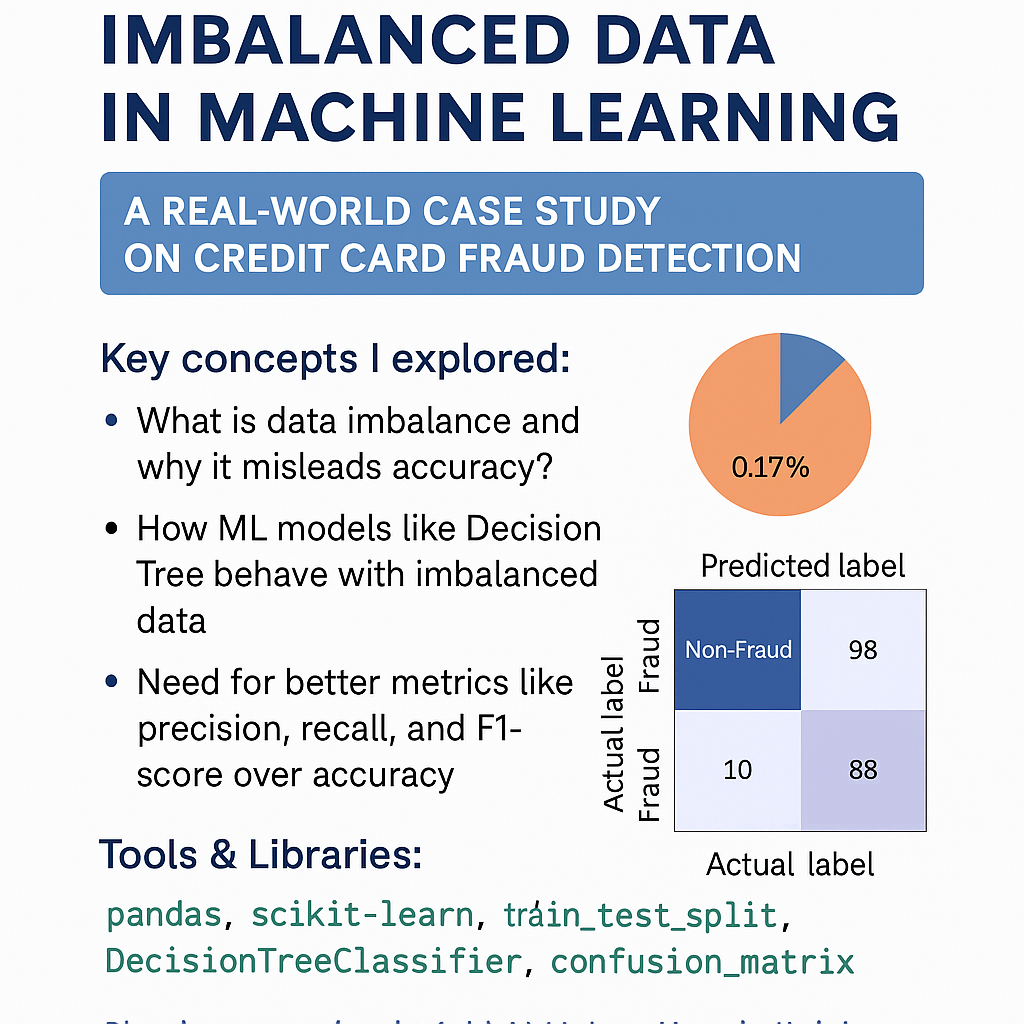 IMBALANCED DATA
IN MACHINE LEARNING
A REAL-WORLD CASE STUDY
ON CREDIT CARD FRAUD DETECTION
Key concepts I explored:
• What is data imbalance and
why it misleads accuracy?
• How ML models like Decision
Tree behave with imbalanced
data
• Need for better metrics like
precision, recall, and F1-
score over accuracy
0.17%
Predicted label
Actual label
Fraud
Fraud
Non-Fraud
98
10
88
Actual label
Tools & Libraries:
pandas, scikit-learn, train_test_split,
DecisionTreeClassifier, confusion_matrix